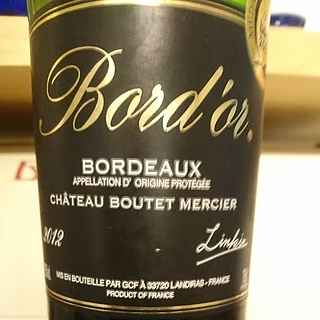 Bord'or.
BORDEAUX
APPELLATION D' ORIGINE PROTÉGÉE
CHÂTEAU BOUTET MERCIER
2012
MIS EN BOUTEILLE PAR GCF À 33720 LANDIRAS - FRANCE
PRODUCT OF FRANCE